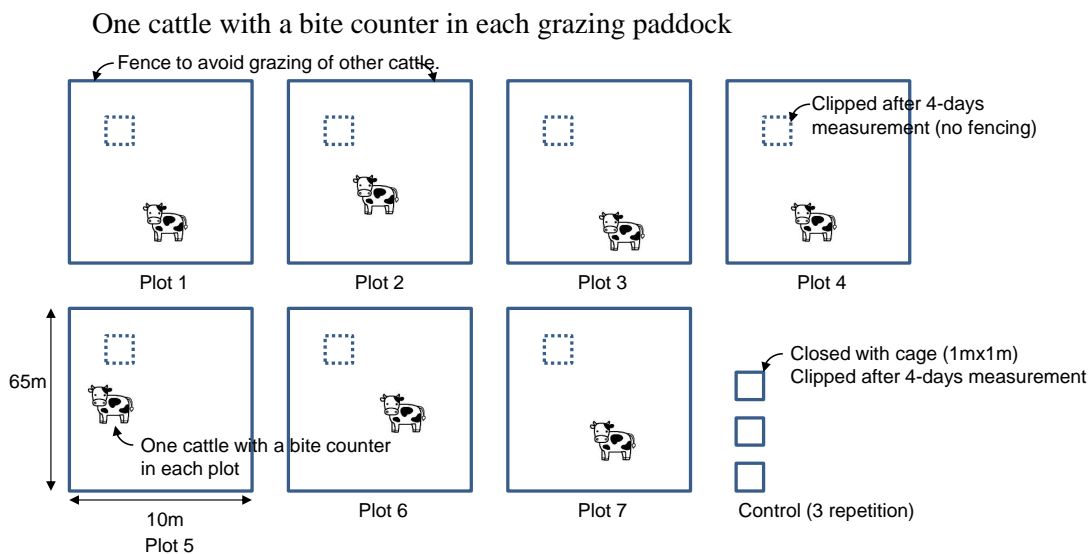 One cattle with a bite counter in each grazing paddock
Fence to avoid grazing of other cattle.
Clipped after 4-days
measurement (no fencing)
Plot 1
Plot 2
Plot 3
Plot 4
65m
Closed with cage (1mx1m)
Clipped after 4-days measurement
One cattle with a bite counter
in each plot
10m
Plot 5
Plot 6
Plot 7
Control (3 repetition)